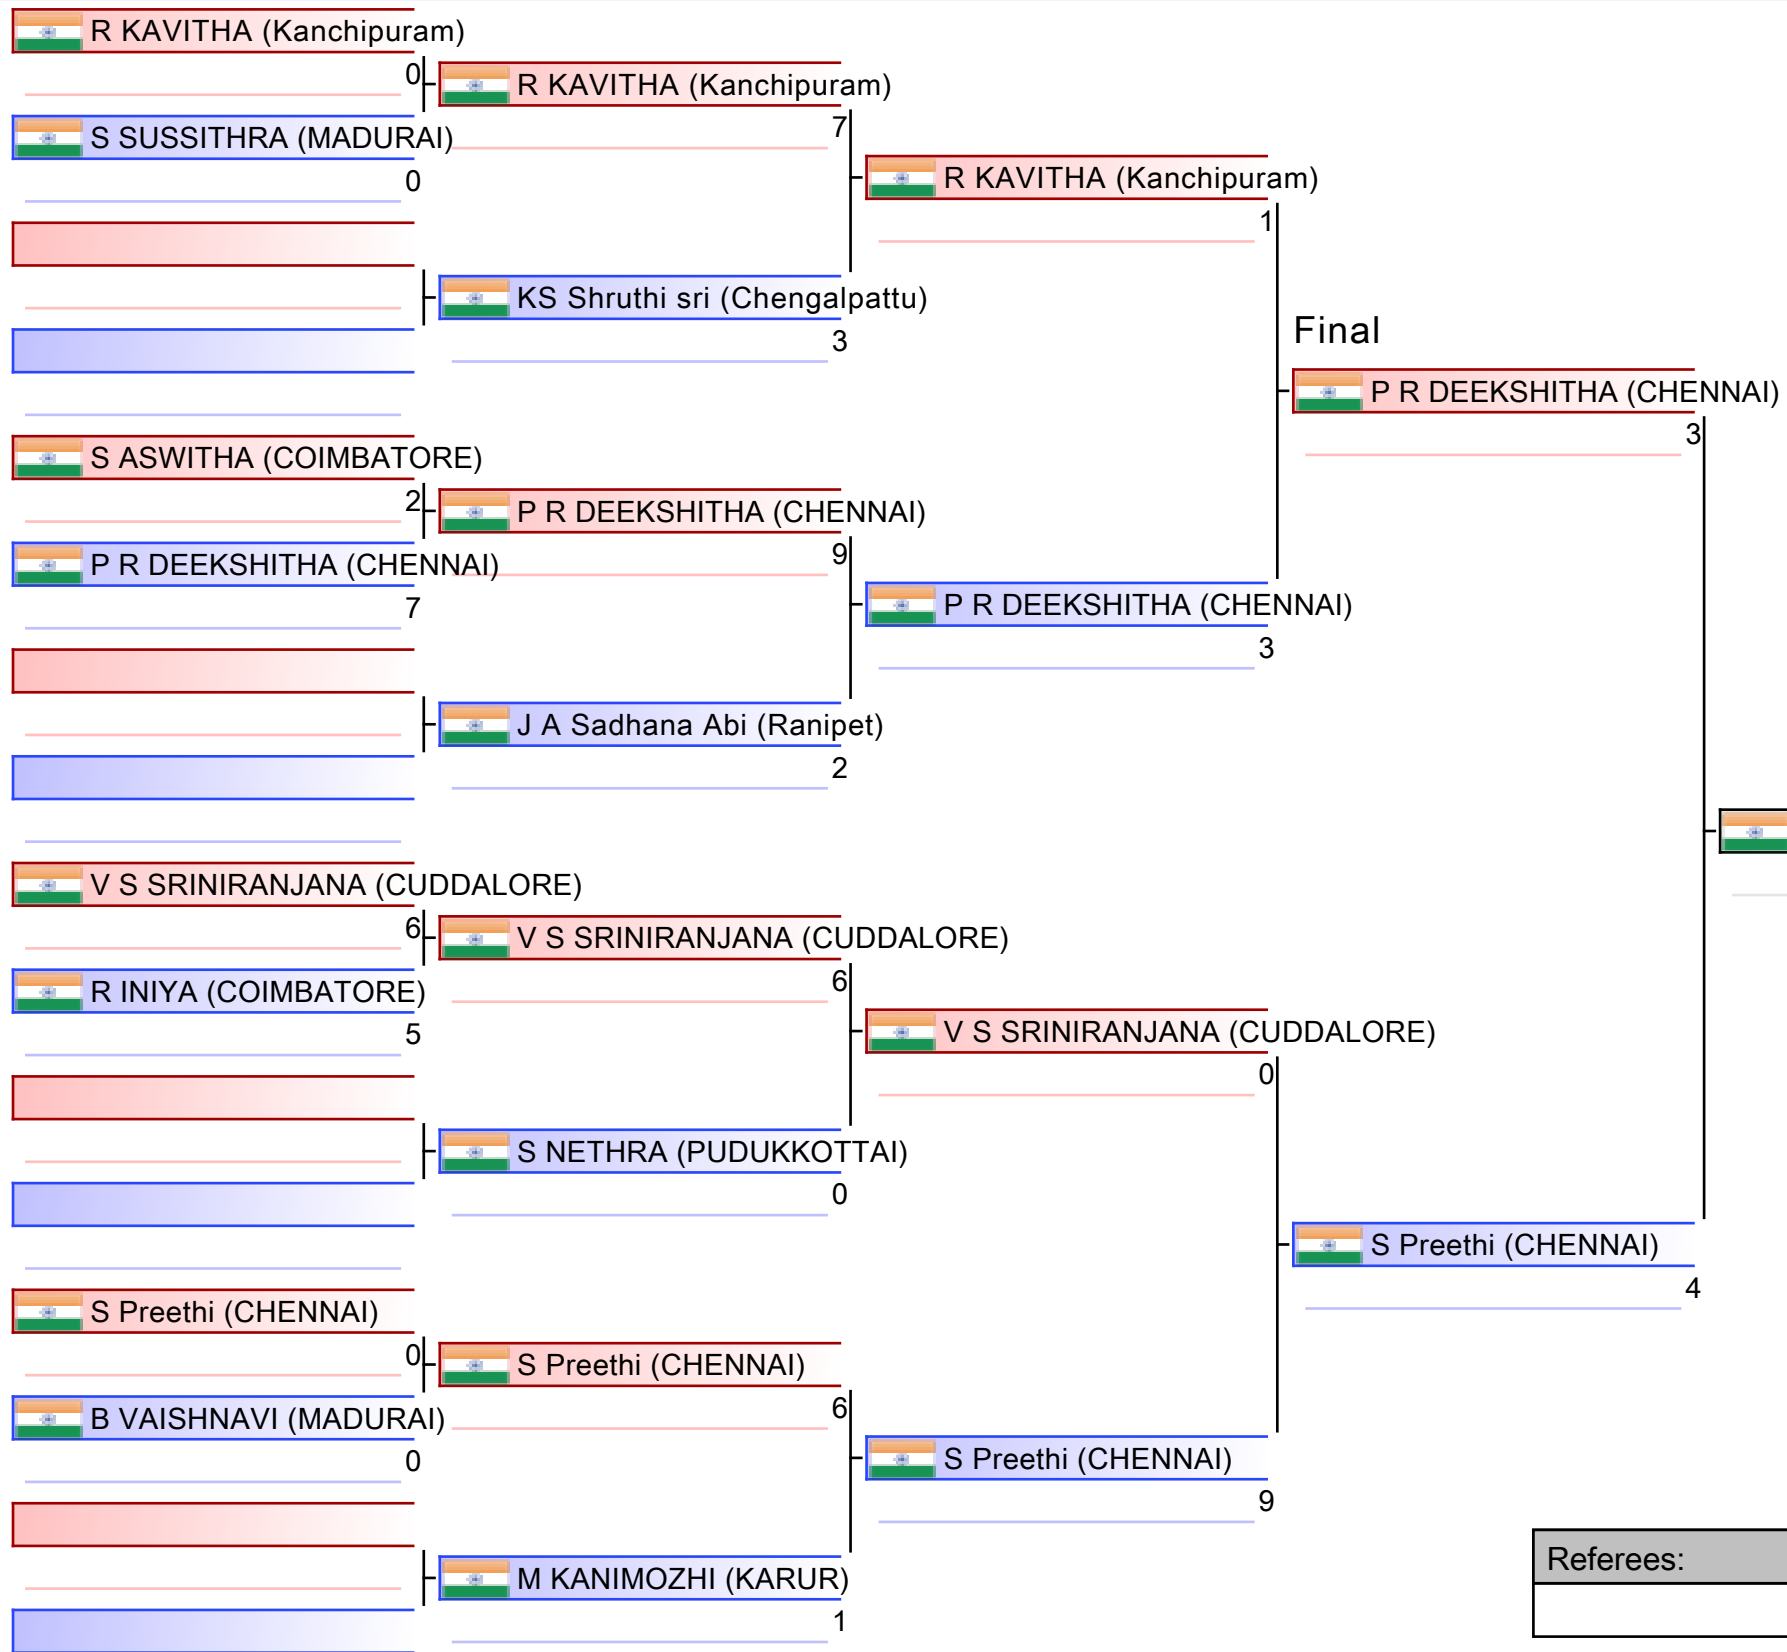 R KAVITHA (Kanchipuram)
0
R KAVITHA (Kanchipuram)
S SUSSITHRA (MADURAI)
7
0
R KAVITHA (Kanchipuram)
1
KS Shruthi sri (Chengalpattu)
3
Final
P R DEEKSHITHA (CHENNAI)
3
S ASWITHA (COIMBATORE)
2
P R DEEKSHITHA (CHENNAI)
9
P R DEEKSHITHA (CHENNAI)
7
P R DEEKSHITHA (CHENNAI)
3
J A Sadhana Abi (Ranipet)
2
V S SRINIRANJANA (CUDDALORE)
6
V S SRINIRANJANA (CUDDALORE)
6
R INIYA (COIMBATORE)
5
V S SRINIRANJANA (CUDDALORE)
0
S NETHRA (PUDUKKOTTAI)
0
S Preethi (CHENNAI)
4
S Preethi (CHENNAI)
0
S Preethi (CHENNAI)
6
B VAISHNAVI (MADURAI)
0
S Preethi (CHENNAI)
9
M KANIMOZHI (KARUR)
1
Referees: